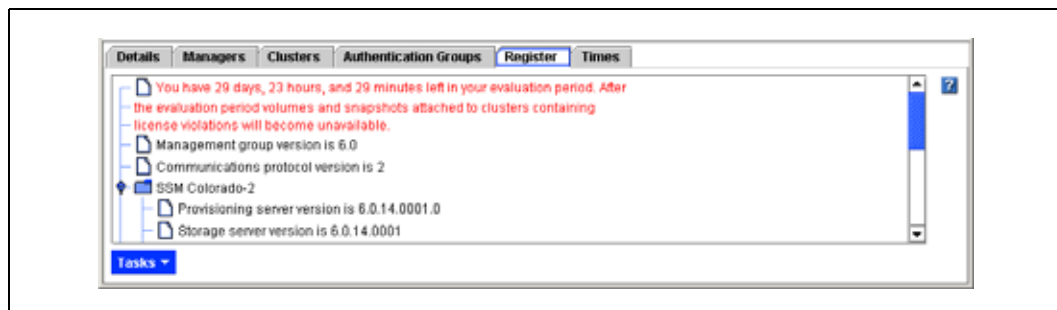 Details Managers Clusters Authentication Groups Register Times
You have 29 days, 23 hours, and 29 minutes left in your evaluation period. After
the evaluation period volumes and snapshots attached to clusters containing
license violations will become unavailable.
Management group version is 6.0
Communications protocol version is 2
SSM Colorado-2
Provisioning server version is 6.0.14.0001.0
Storage server version is 6.0.14.0001
Tasks
?